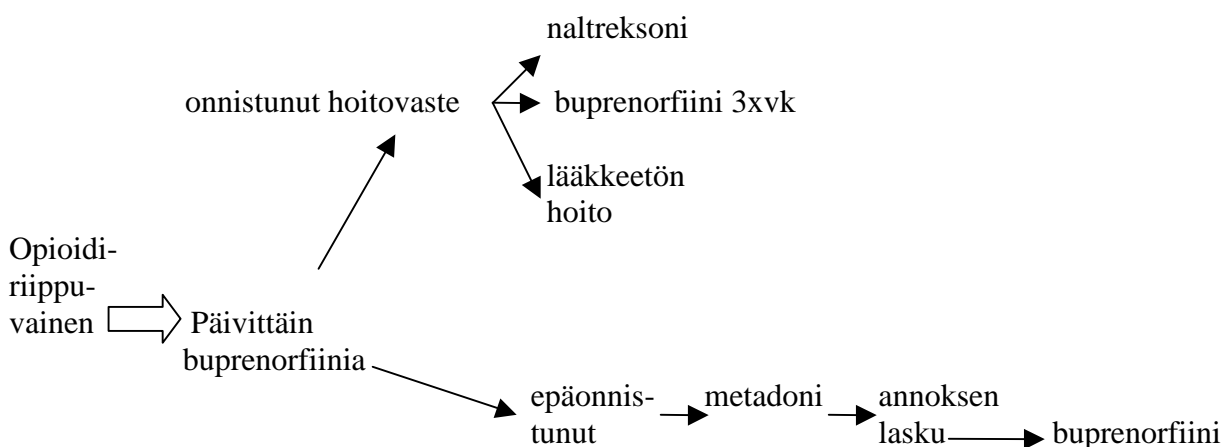 naltreksoni
onnistunut hoitovaste
buprenorfiini 3xvk
lääkkeetön
hoito
Opioidi-
riippu-
vainen
Päivittäin
buprenorfiinia
epäonnis-
tunut
metadoni
annoksen
lasku
buprenorfiini